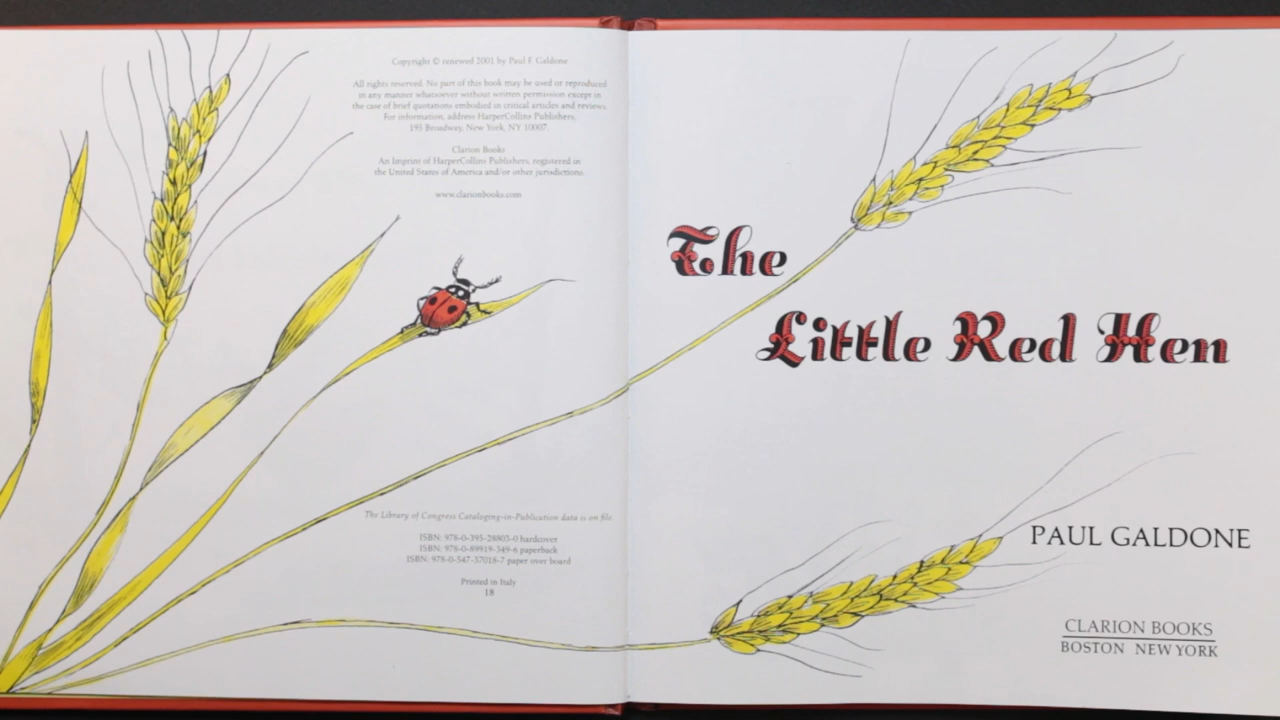 Copyright © renewed 2001 by Paul F. Galdone
All rights reserved. No part of this book may be used or reproduced
in any manner whatsoever without written permission except in
the case of brief quotations embodied in critical articles and reviews.
For information, address HarperCollins Publishers,
195 Broadway, New York, NY 10007.
Clarion Books
An Imprint of HarperCollins Publishers, registered in
the United States of America and/or other jurisdictions.
www.clarionbooks.com
The Library of Congress Cataloging-in-Publication data is on file.
ISBN: 978-0-395-28803-0 hardcover
ISBN: 978-0-89919-349-6 paperback
ISBN: 978-0-547-37018-7 paper over board
Printed in Italy
18
The
Little Red Hen
PAUL GALDONE
CLARION BOOKS
BOSTON NEW YORK